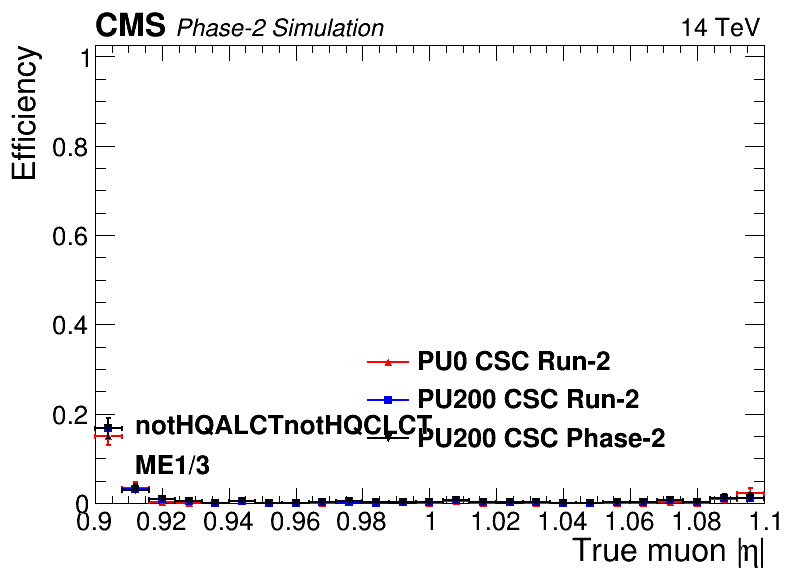 CMS Phase-2 Simulation 14 TeV
Efficiency
1
0.8
0.6
0.4
0.2
0
PU0 CSC Run-2
PU200 CSC Run-2
PU200 CSC Phase-2
notHQALCTnotHQCLCT
ME1/3
0.9 0.92 0.94 0.96 0.98 1 1.02 1.04 1.06 1.08 1.1
True muon |η|